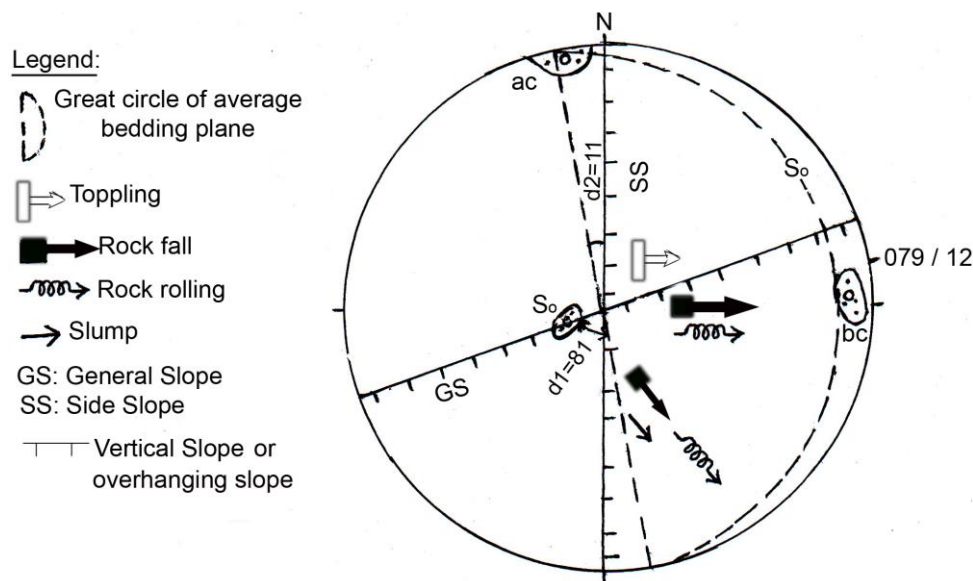 Legend:
Great circle of average
bedding plane
Toppling
Rock fall
Rock rolling
Slump
GS: General Slope
SS: Side Slope
Vertical Slope or
overhanging slope
N
ac
d2=11
SS
So
079 / 12
So
bc
d1=81
GS
S